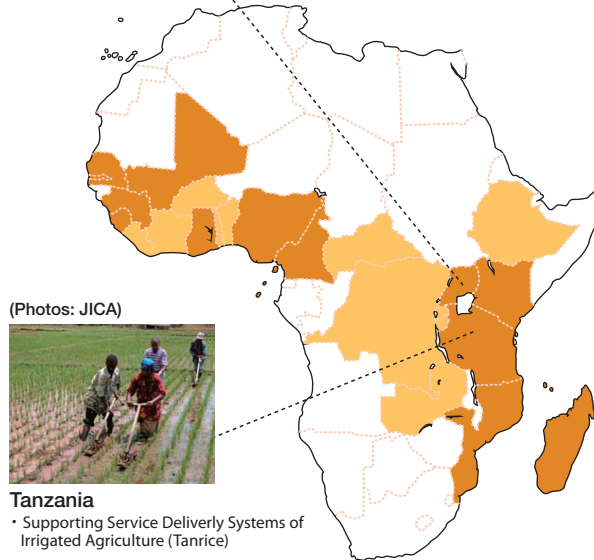 (Photos: JICA)
Tanzania
・Supporting Service Deliverly Systems of
Irrigated Agriculture (Tanrice)